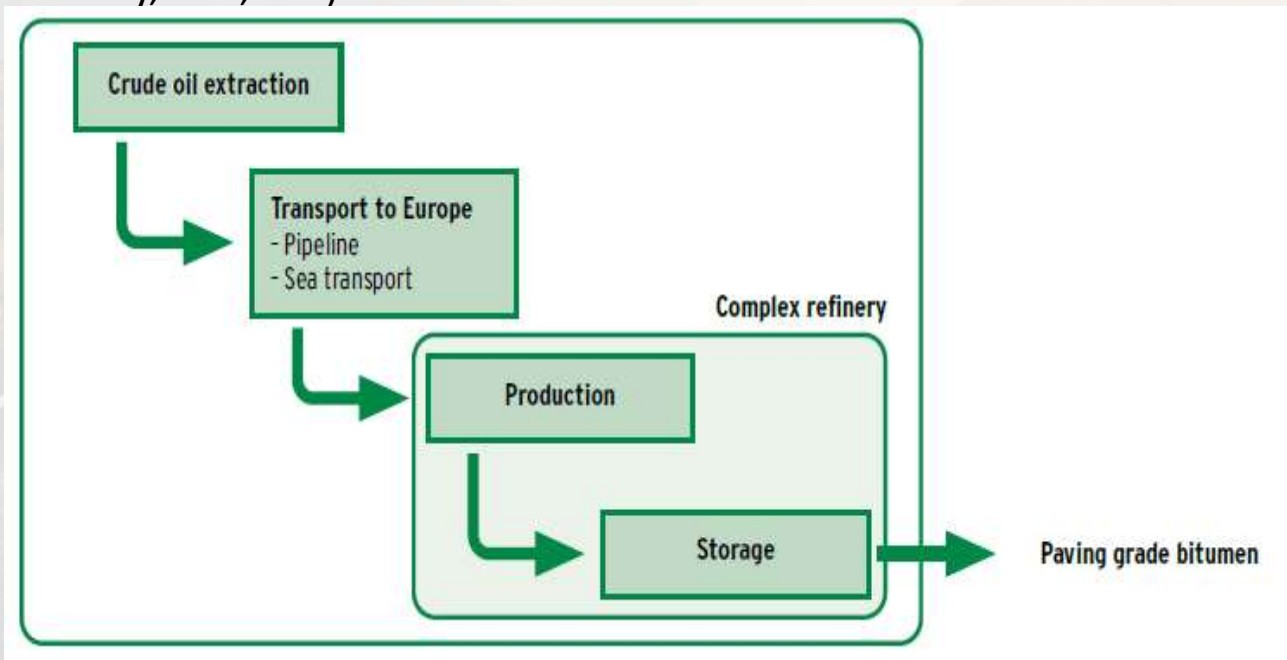 Crude oil extraction
Transport to Europe
- Pipeline
- Sea transport
Complex refinery
Production
Storage
Paving grade bitumen